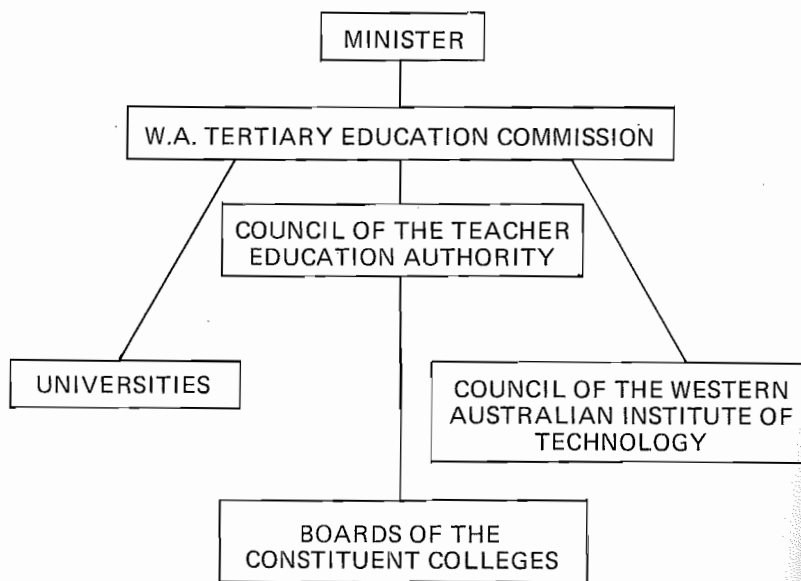 MINISTER
W.A. TERTIARY EDUCATION COMMISSION
COUNCIL OF THE TEACHER
EDUCATION AUTHORITY
UNIVERSITIES
COUNCIL OF THE WESTERN
AUSTRALIAN INSTITUTE OF
TECHNOLOGY
BOARDS OF THE
CONSTITUENT COLLEGES